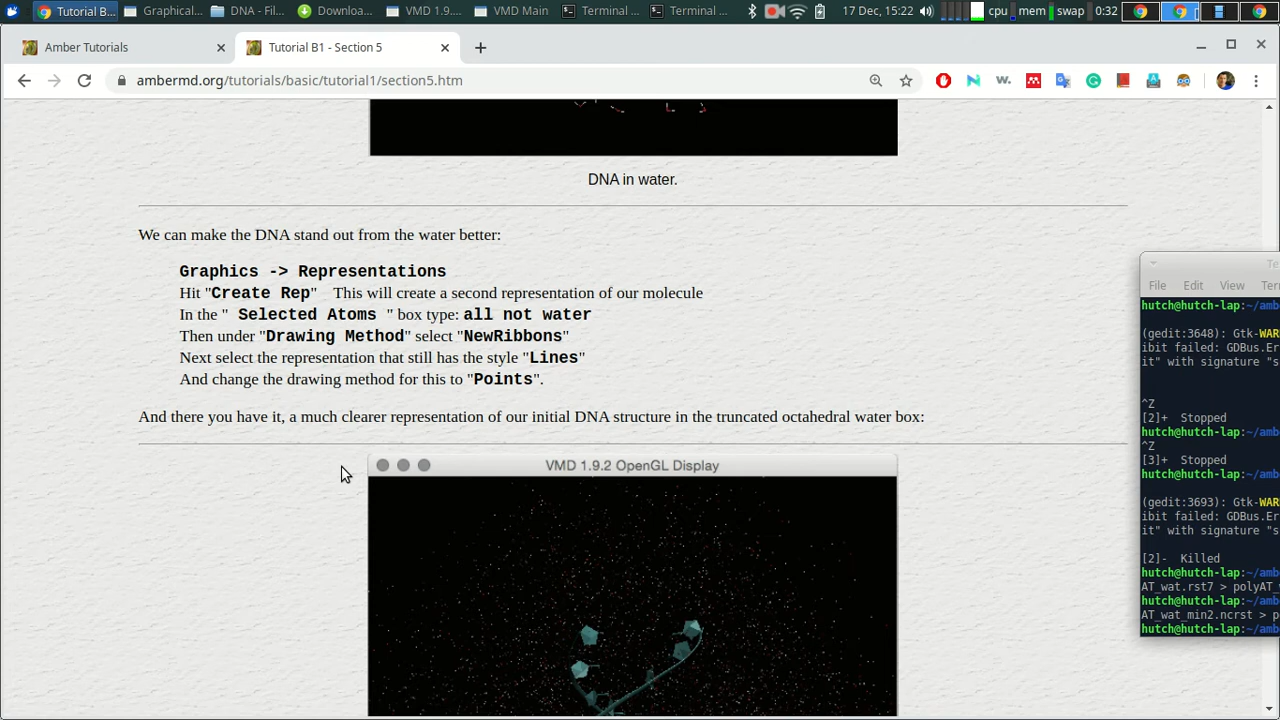 Tutorial B...
Graphical...
DNA - Fil...
Downloa...
VMD 1.9....
VMD Main
Terminal ...
Terminal ...
17 Dec, 15:22
cpu
mem
swap
0:32
Amber Tutorials
Tutorial B1 - Section 5
ambermd.org/tutorials/basic/tutorial1/section5.htm
DNA in water.
We can make the DNA stand out from the water better:
Graphics -> Representations
Hit "Create Rep" This will create a second representation of our molecule
In the " Selected Atoms " box type: all not water
Then under "Drawing Method" select "NewRibbons"
Next select the representation that still has the style "Lines"
And change the drawing method for this to "Points".
And there you have it, a much clearer representation of our initial DNA structure in the truncated octahedral water box:
VMD 1.9.2 OpenGL Display
Te
File Edit View Ter
hutch@hutch-lap:~/amb
(gedit:3648): Gtk-WAR
ibit failed: GDBus.Er
it" with signature "s
^Z
[2]+ Stopped
hutch@hutch-lap:~/amb
^Z
[3]+ Stopped
hutch@hutch-lap:~/amb
(gedit:3693): Gtk-WAR
ibit failed: GDBus.Er
it" with signature "s
[2]- Killed
hutch@hutch-lap:~/amb
AT_wat.rst7 > polyAT_
hutch@hutch-lap:~/amb
AT_wat_min2.ncrst > p
hutch@hutch-lap:~/amb